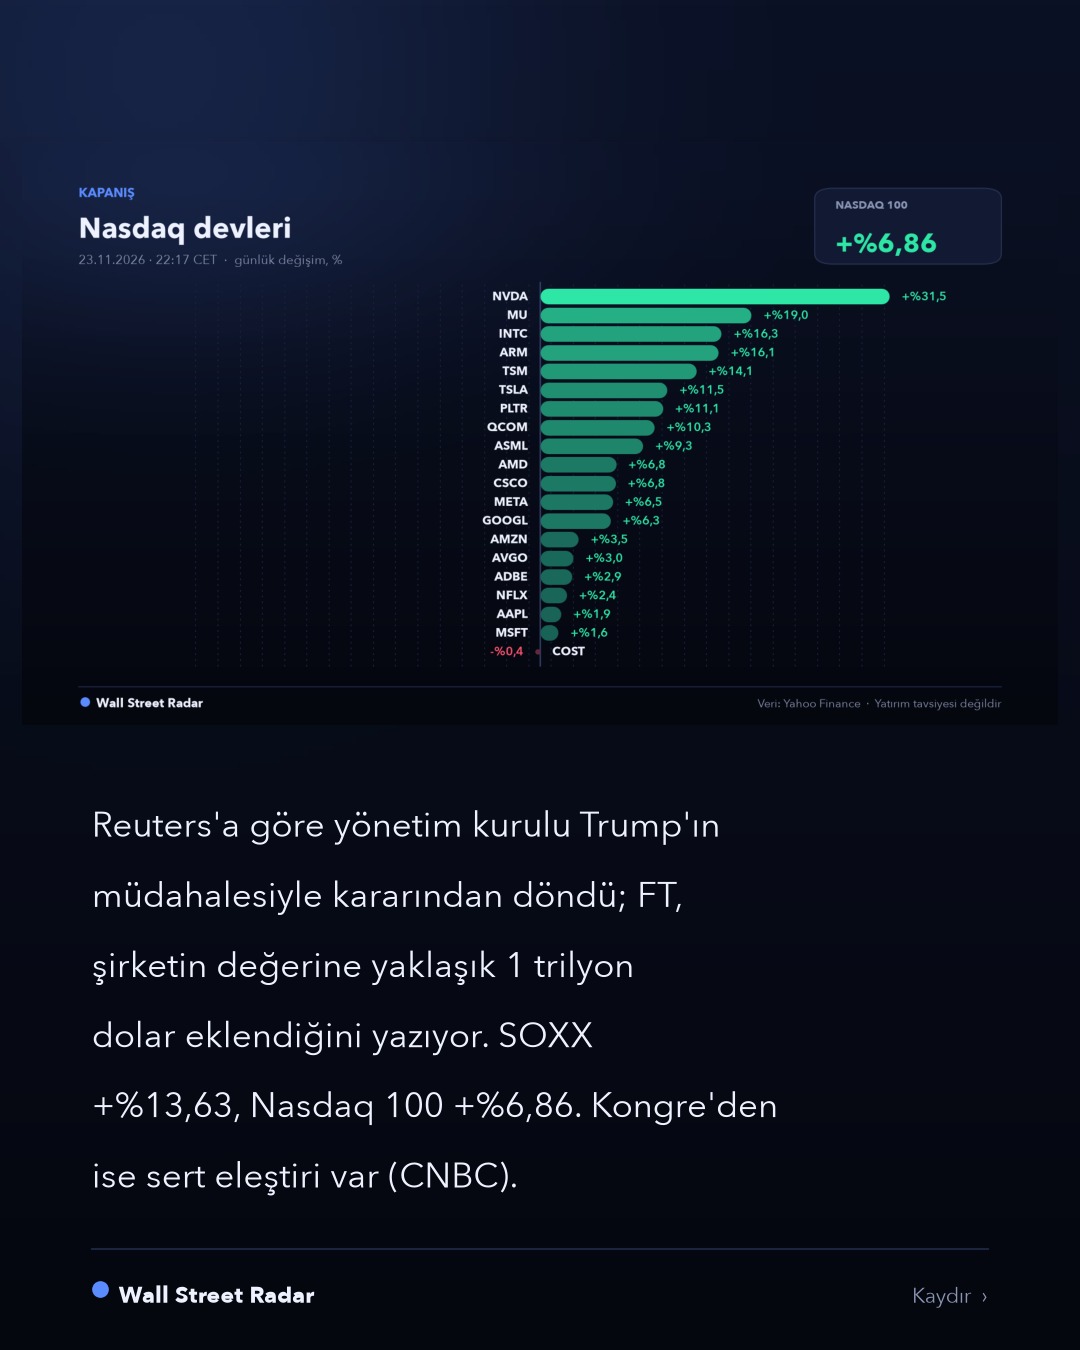 KAPANIŞ
Nasdaq devleri
23.11.2026 · 22:17 CET · günlük değişim, %
NASDAQ 100
+%6,86
NVDA +%31,5
MU +%19,0
INTC +%16,3
ARM +%16,1
TSM +%14,1
TSLA +%11,5
PLTR +%11,1
QCOM +%10,3
ASML +%9,3
AMD +%6,8
CSCO +%6,8
META +%6,5
GOOGL +%6,3
AMZN +%3,5
AVGO +%3,0
ADBE +%2,9
NFLX +%2,4
AAPL +%1,9
MSFT +%1,6
-%0,4 COST
Wall Street Radar
Veri: Yahoo Finance · Yatırım tavsiyesi değildir
Reuters'a göre yönetim kurulu Trump'ın
müdahalesiyle kararından döndü; FT,
şirketin değerine yaklaşık 1 trilyon
dolar eklendiğini yazıyor. SOXX
+%13,63, Nasdaq 100 +%6,86. Kongre'den
ise sert eleştiri var (CNBC).
Wall Street Radar
Kaydır ›